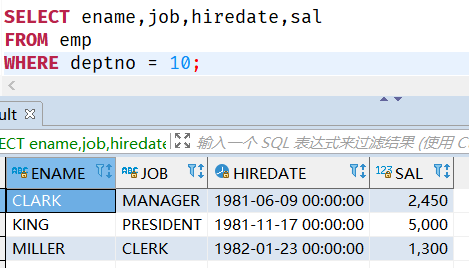 SELECT ename,job,hiredate,sal
FROM emp
WHERE deptno = 10;
ult
ECT ename,job,hiredate 输入一个 SQL 表达式来过滤结果 (使用 C
ABC ENAME ABC JOB HIREDATE 123 SAL
CLARK MANAGER 1981-06-09 00:00:00 2,450
KING PRESIDENT 1981-11-17 00:00:00 5,000
MILLER CLERK 1982-01-23 00:00:00 1,300